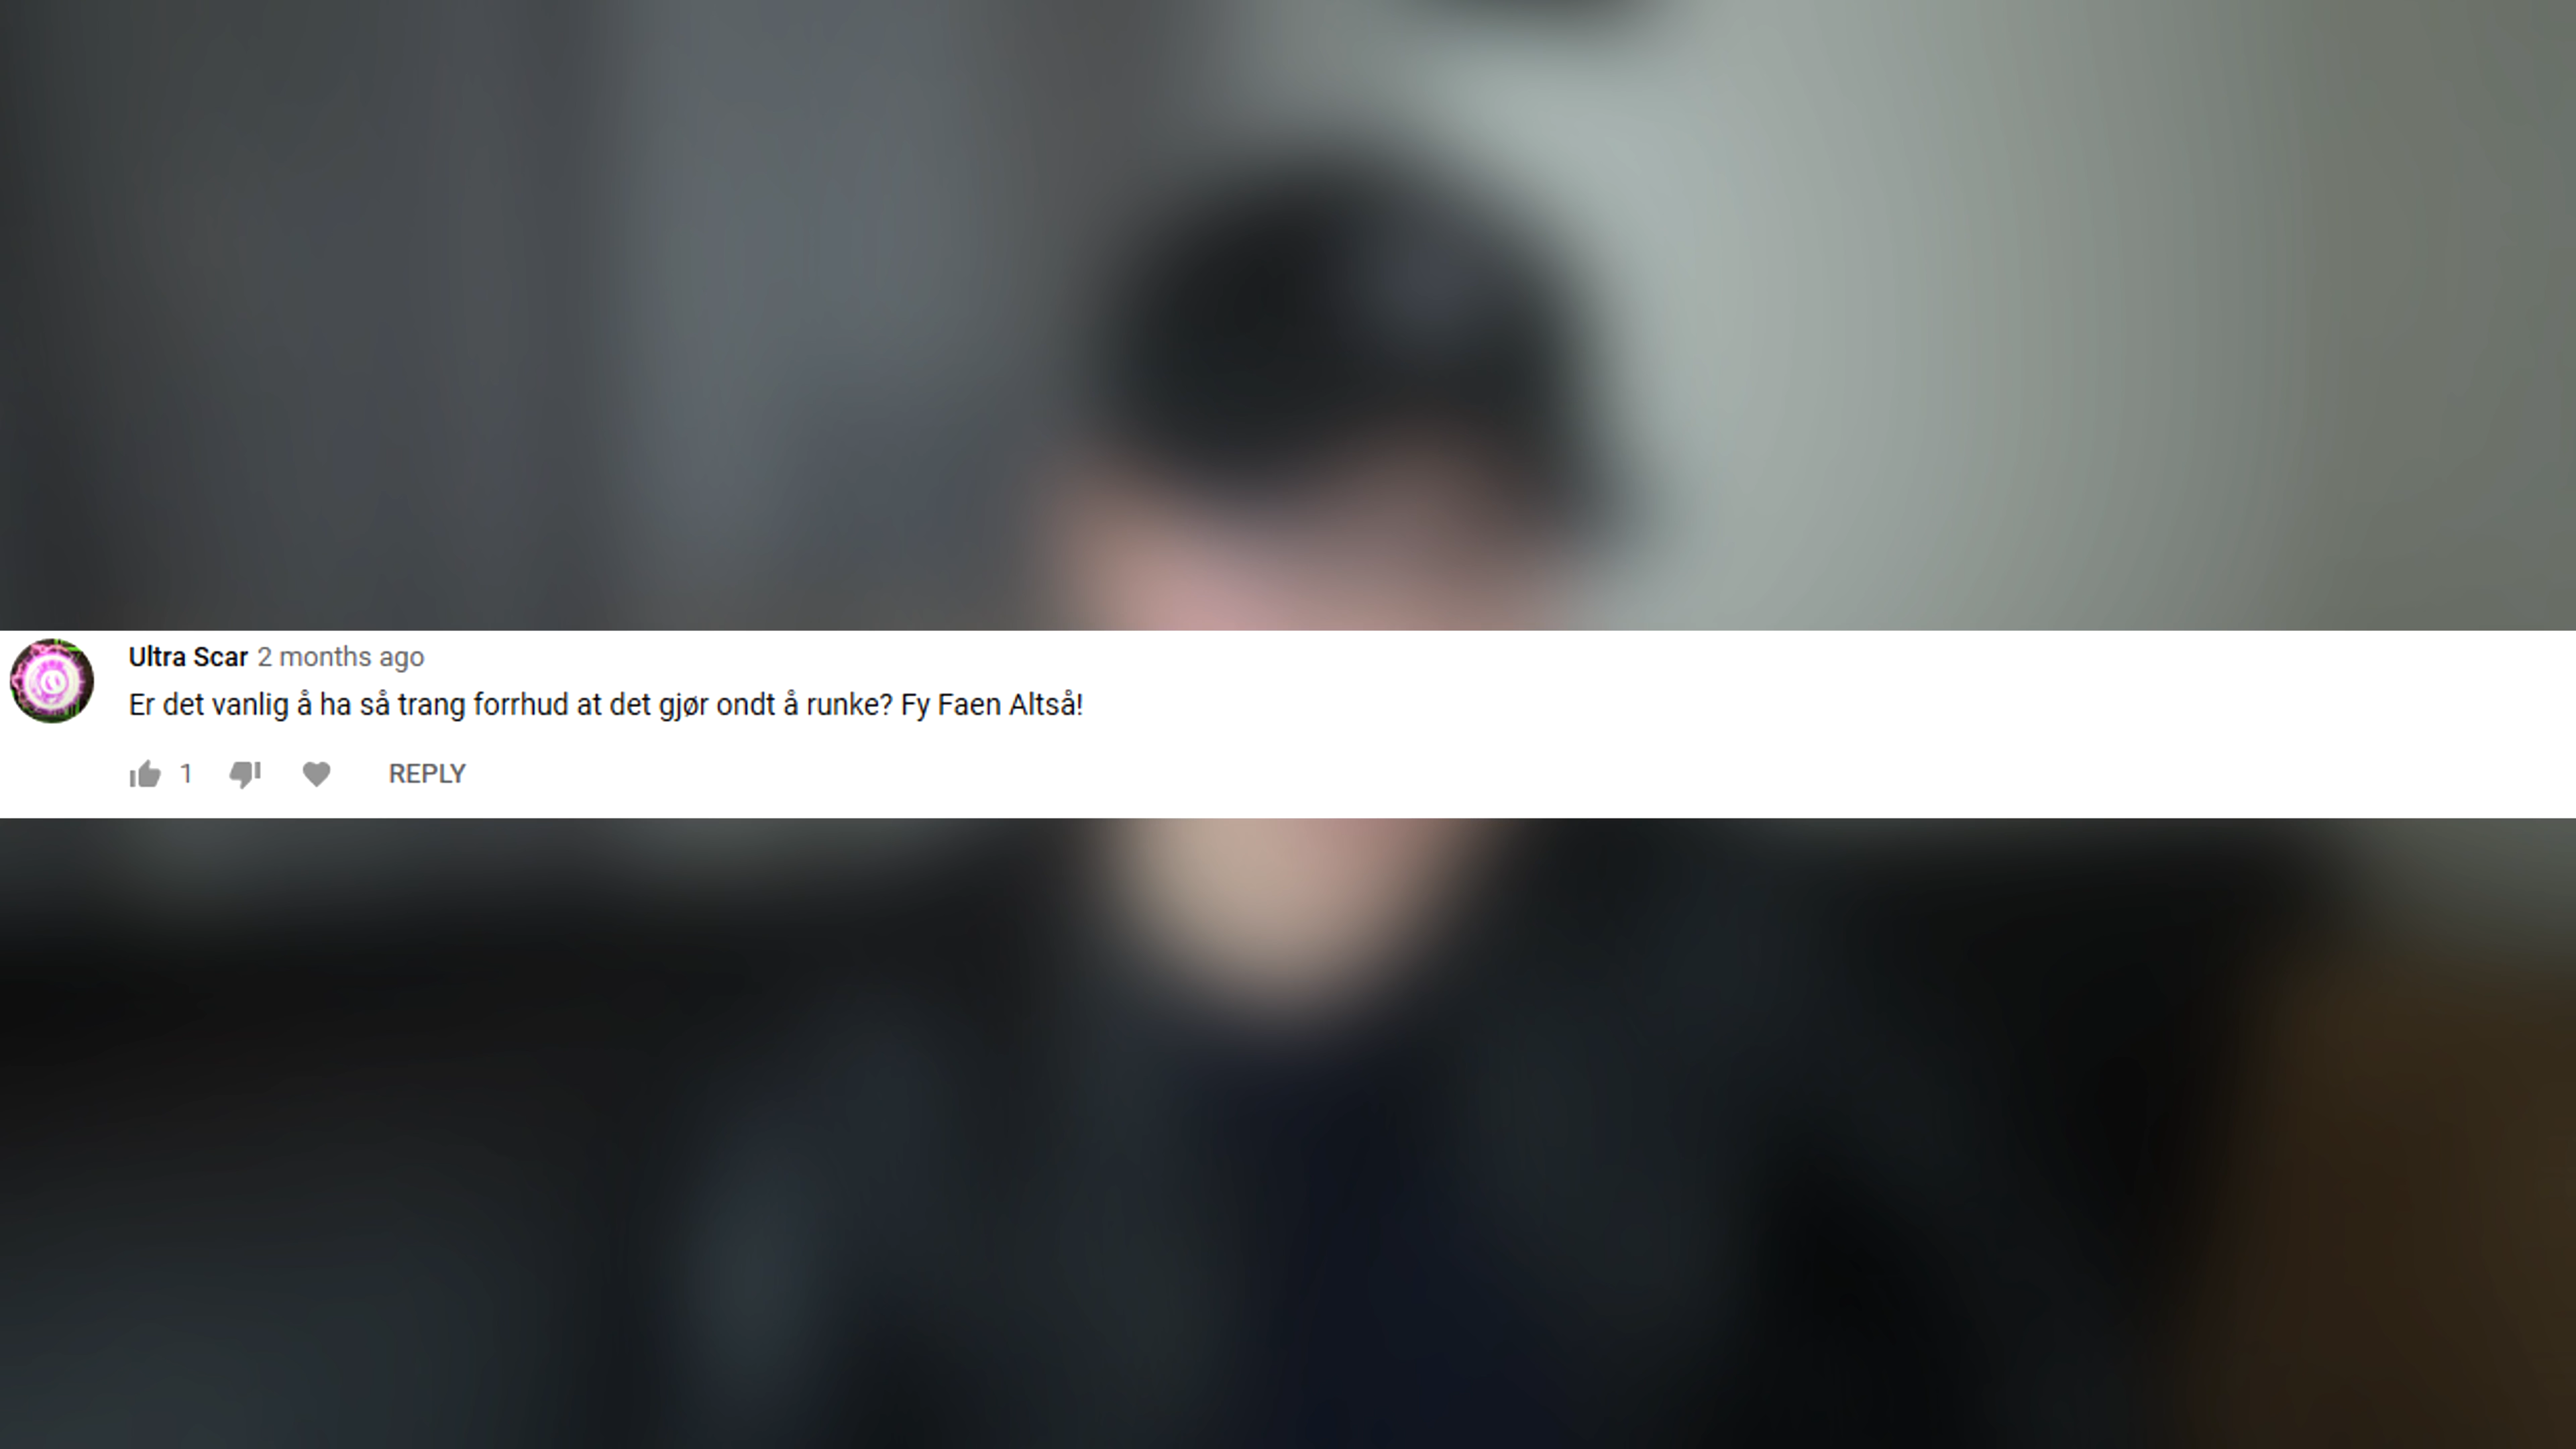 Ultra Scar 2 months ago
Er det vanlig å ha så trang forrhud at det gjør ondt å runke? Fy Faen Altså!
1 REPLY